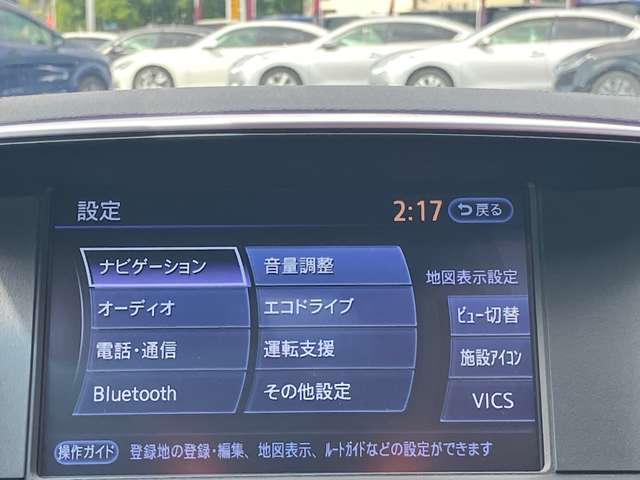 設定
2:17
戻る
ナビゲーション
音量調整
地図表示設定
オーディオ
エコドライブ
ビュー切替
電話・通信
運転支援
施設アイコン
Bluetooth
その他設定
VICS
操作ガイド
登録地の登録・編集、地図表示、ルートガイドなどの設定ができます